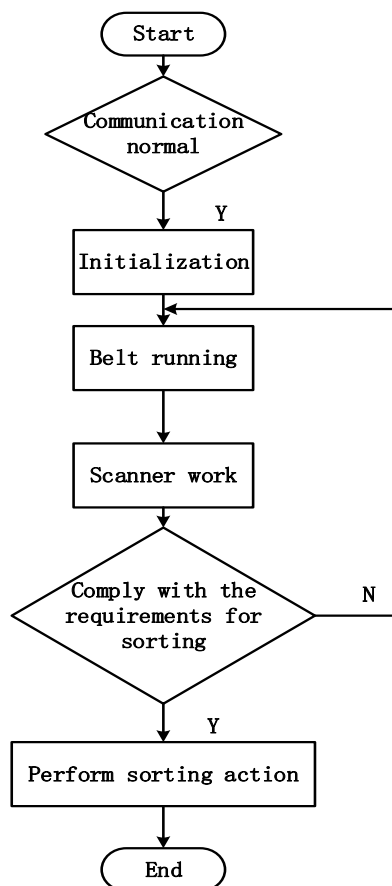 Start
Communication
normal
Y
Initialization
Belt running
Scanner work
Comply with the
requirements for
sorting
N
Y
Perform sorting action
End